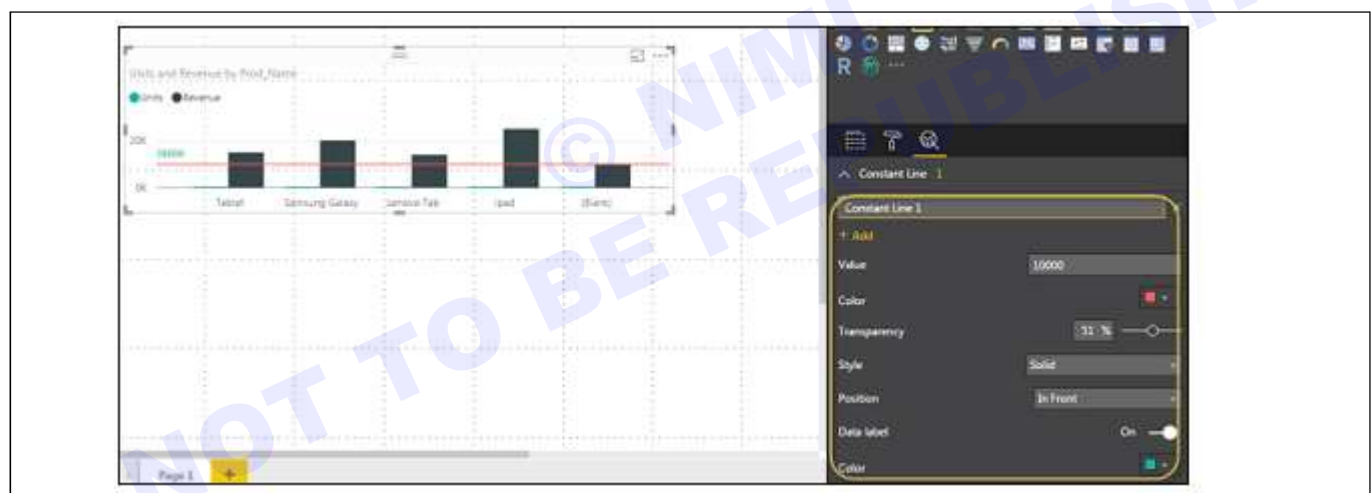 © NIMI
NOT TO BE REPUBLISHED
Units and Revenue by Prod_Name
Units Revenue
20K
10000
0K
Tablet Samsung Galaxy Lenovo Tab Ipad (Blank)
Page 1 +
R ...
Constant Line 1
Constant Line 1
+ Add
Value 10000
Color
Transparency 51 %
Style Solid
Position In Front
Data label On
Color